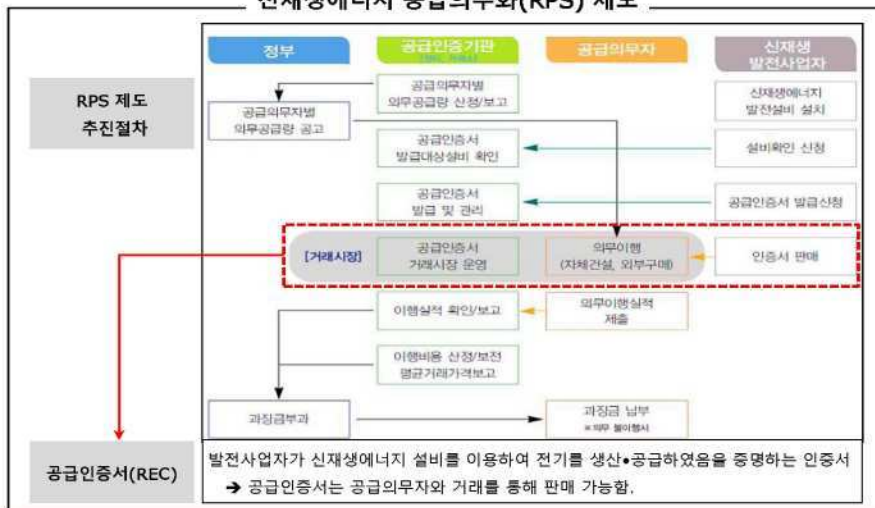 신재생에너지 공급의무화(RPS) 제도
정부
공급인증기관
공급의무자
신재생
발전사업자
RPS 제도
추진절차
공급의무자별
의무공급량 공고
공급의무자별
의무공급량 산정/보고
신재생에너지
발전설비 설치
공급인증서
발급대상설비 확인
설비확인 신청
공급인증서
발급 및 관리
공급인증서 발급신청
[거래시장]
공급인증서
거래시장 운영
의무이행
(자체건설, 외부구매)
인증서 판매
이행실적 확인/보고
의무이행실적
제출
이행비용 산정/보전
평균거래가격보고
과징금부과
과징금 납부
※ 의무 불이행시
공급인증서(REC)
발전사업자가 신재생에너지 설비를 이용하여 전기를 생산•공급하였음을 증명하는 인증서
➔ 공급인증서는 공급의무자와 거래를 통해 판매 가능함.